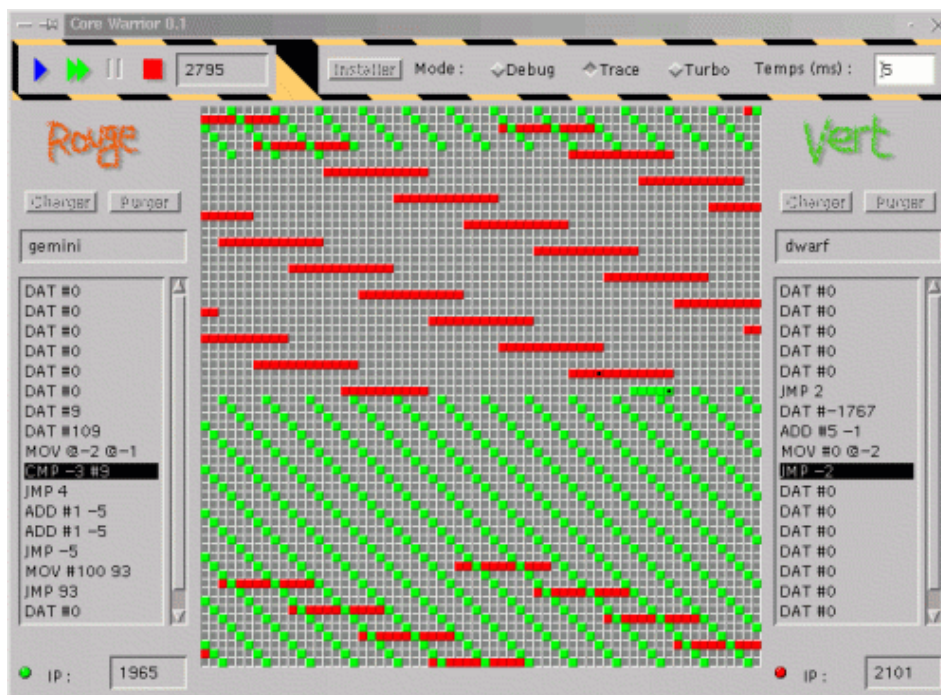 Core Warrior 0.1
2795 Installer Mode : Debug Trace Turbo Temps (ms) : 5
Rouge
Charger Purger
gemini
DAT #0
DAT #0
DAT #0
DAT #0
DAT #0
DAT #0
DAT #9
DAT #109
MOV @-2 @-1
CMP -3 #9
JMP 4
ADD #1 -5
ADD #1 -5
JMP -5
MOV #100 93
JMP 93
DAT #0
IP : 1965
Vert
Charger Purger
dwarf
DAT #0
DAT #0
DAT #0
DAT #0
DAT #0
JMP 2
DAT #-1767
ADD #5 -1
MOV #0 @-2
JMP -2
DAT #0
DAT #0
DAT #0
DAT #0
DAT #0
DAT #0
DAT #0
IP : 2101